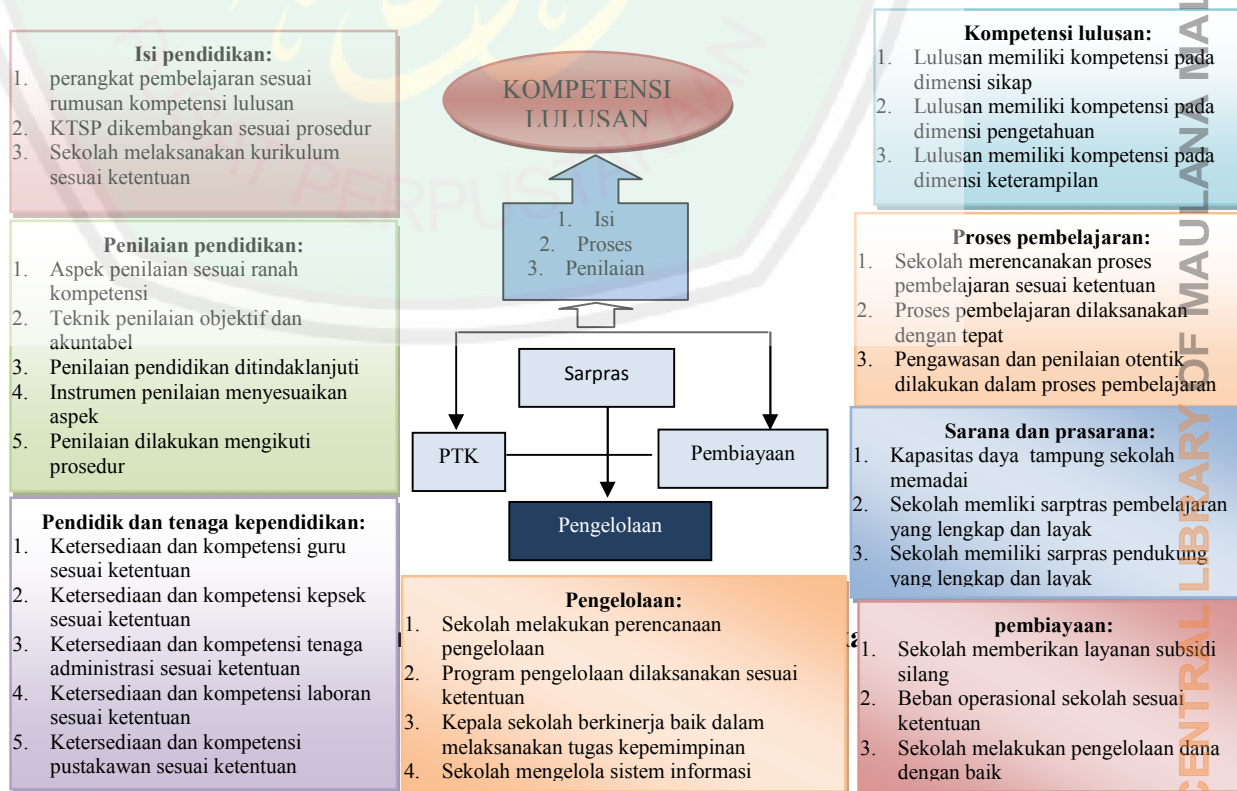 Isi pendidikan:
1. perangkat pembelajaran sesuai
rumusan kompetensi lulusan
2. KTSP dikembangkan sesuai prosedur
3. Sekolah melaksanakan kurikulum
sesuai ketentuan
Penilaian pendidikan:
1. Aspek penilaian sesuai ranah
kompetensi
2. Teknik penilaian objektif dan
akuntabel
3. Penilaian pendidikan ditindaklanjuti
4. Instrumen penilaian menyesuaikan
aspek
5. Penilaian dilakukan mengikuti
prosedur
Pendidik dan tenaga kependidikan:
1. Ketersediaan dan kompetensi guru
sesuai ketentuan
2. Ketersediaan dan kompetensi kepsek
sesuai ketentuan
3. Ketersediaan dan kompetensi tenaga
administrasi sesuai ketentuan
4. Ketersediaan dan kompetensi laboran
sesuai ketentuan
5. Ketersediaan dan kompetensi
pustakawan sesuai ketentuan
KOMPETENSI
LULUSAN
1. Isi
2. Proses
3. Penilaian
Sarpras
PTK
Pembiayaan
Pengelolaan
Pengelolaan:
1. Sekolah melakukan perencanaan
pengelolaan
2. Program pengelolaan dilaksanakan sesuai
ketentuan
3. Kepala sekolah berkinerja baik dalam
melaksanakan tugas kepemimpinan
4. Sekolah mengelola sistem informasi
Kompetensi lulusan:
1. Lulusan memiliki kompetensi pada
dimensi sikap
2. Lulusan memiliki kompetensi pada
dimensi pengetahuan
3. Lulusan memiliki kompetensi pada
dimensi keterampilan
Proses pembelajaran:
1. Sekolah merencanakan proses
pembelajaran sesuai ketentuan
2. Proses pembelajaran dilaksanakan
dengan tepat
3. Pengawasan dan penilaian otentik
dilakukan dalam proses pembelajaran
Sarana dan prasarana:
1. Kapasitas daya tampung sekolah
memadai
2. Sekolah memliki sarptras pembelajaran
yang lengkap dan layak
3. Sekolah memiliki sarpras pendukung
yang lengkap dan layak
pembiayaan:
1. Sekolah memberikan layanan subsidi
silang
2. Beban operasional sekolah sesuai
ketentuan
3. Sekolah melakukan pengelolaan dana
dengan baik
CENTRAL LIBRARY OF MAULANA MAL